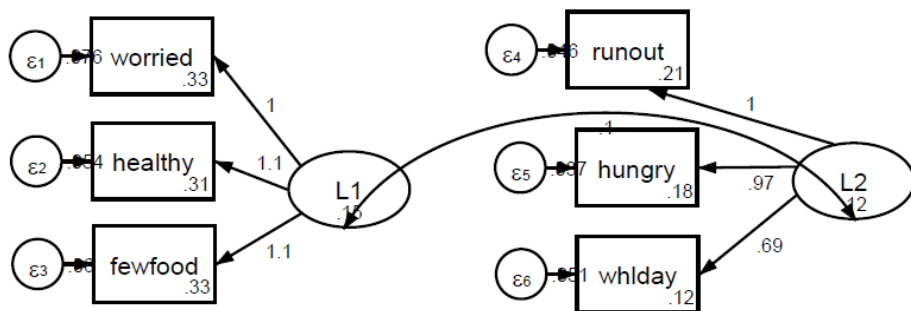 ε1
worried
.33
ε2
healthy
.31
ε3
fewfood
.33
1
1.1
1.1
L1
.15
.1
ε4
runout
.21
ε5
hungry
.18
ε6
whlday
.12
1
.97
.69
L2
.12